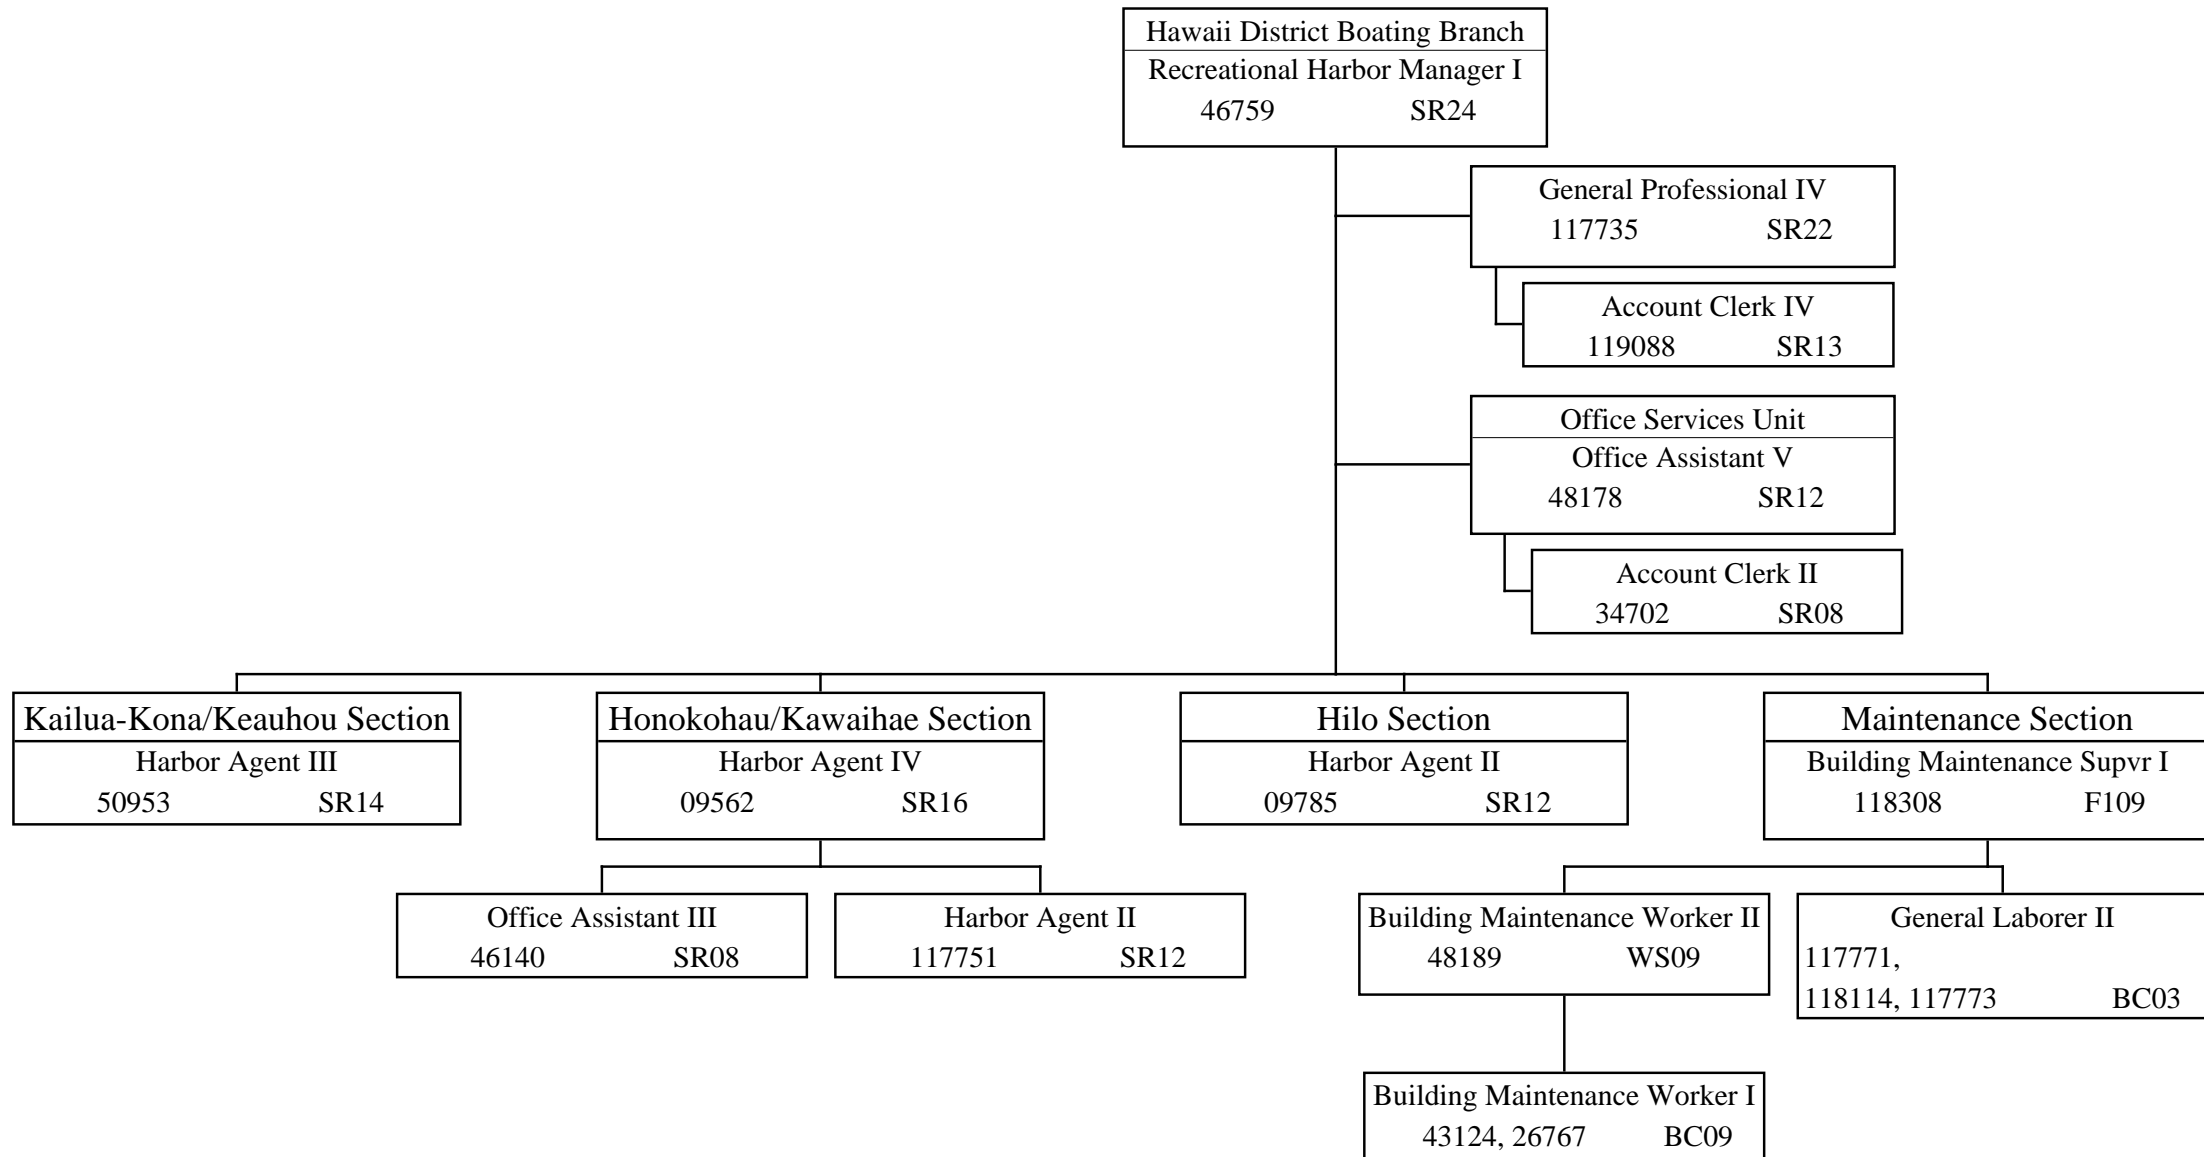 Hawaii District Boating Branch
Recreational Harbor Manager I
46759 SR24
General Professional IV
117735 SR22
Account Clerk IV
119088 SR13
Office Services Unit
Office Assistant V
48178 SR12
Account Clerk II
34702 SR08
Kailua-Kona/Keauhou Section
Harbor Agent III
50953 SR14
Honokohau/Kawaihae Section
Harbor Agent IV
09562 SR16
Hilo Section
Harbor Agent II
09785 SR12
Maintenance Section
Building Maintenance Supvr I
118308 F109
Office Assistant III
46140 SR08
Harbor Agent II
117751 SR12
Building Maintenance Worker II
48189 WS09
General Laborer II
117771,
118114, 117773 BC03
Building Maintenance Worker I
43124, 26767 BC09